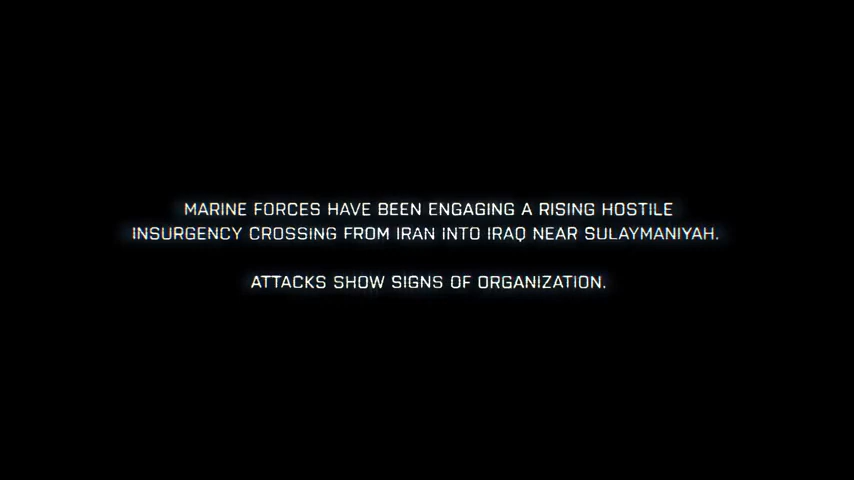 MARINE FORCES HAVE BEEN ENGAGING A RISING HOSTILE
INSURGENCY CROSSING FROM IRAN INTO IRAQ NEAR SULAYMANIYAH.
ATTACKS SHOW SIGNS OF ORGANIZATION.